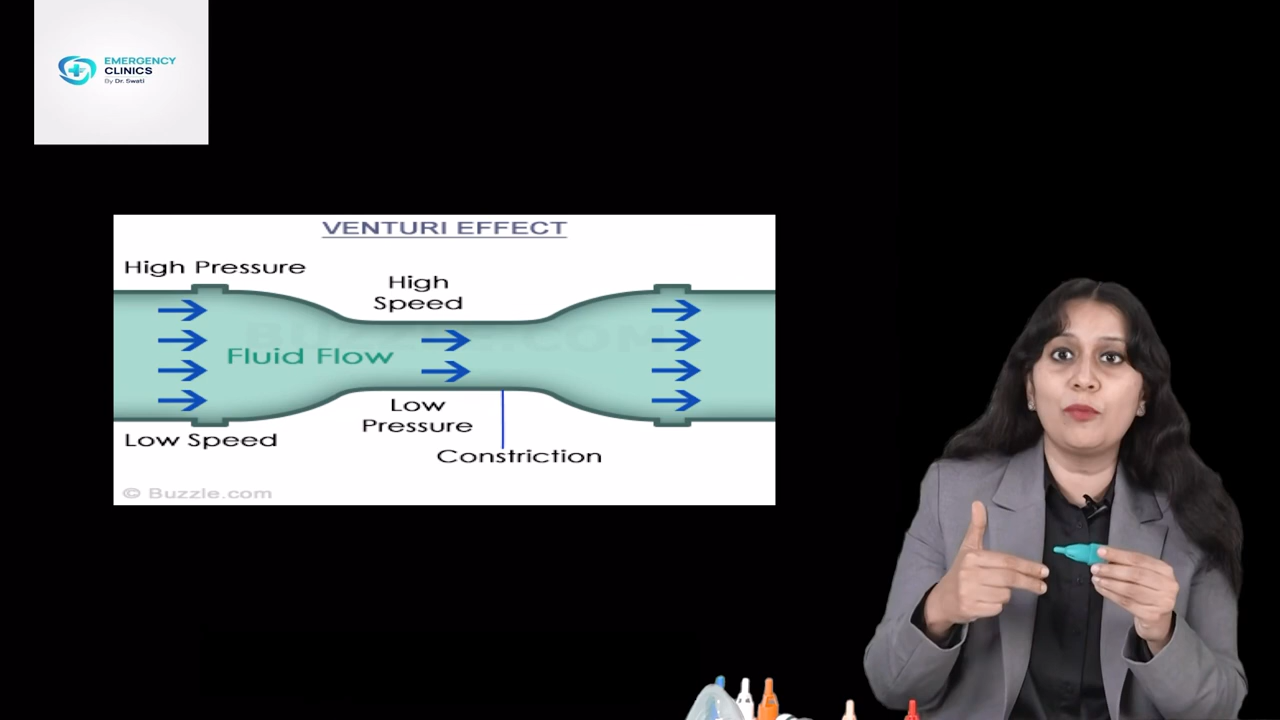 EMERGENCY
CLINICS
By Dr. Swati
VENTURI EFFECT
High Pressure
High
Speed
Fluid Flow
Low
Pressure
Low Speed
Constriction
© Buzzle.com